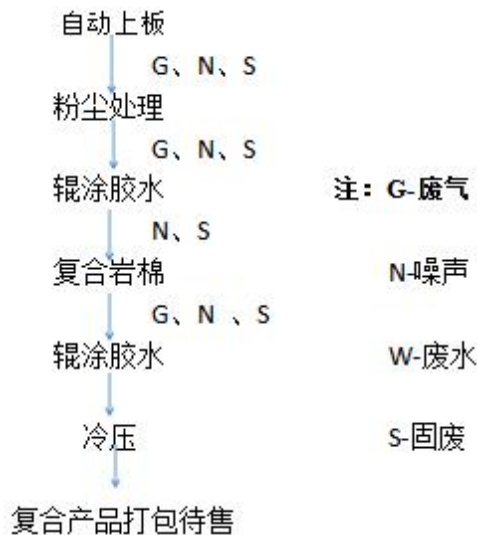 自动上板
G、N、S
粉尘处理
G、N、S
辊涂胶水
注：G-废气
N、S
复合岩棉
N-噪声
G、N 、S
辊涂胶水
W-废水
冷压
S-固废
复合产品打包待售